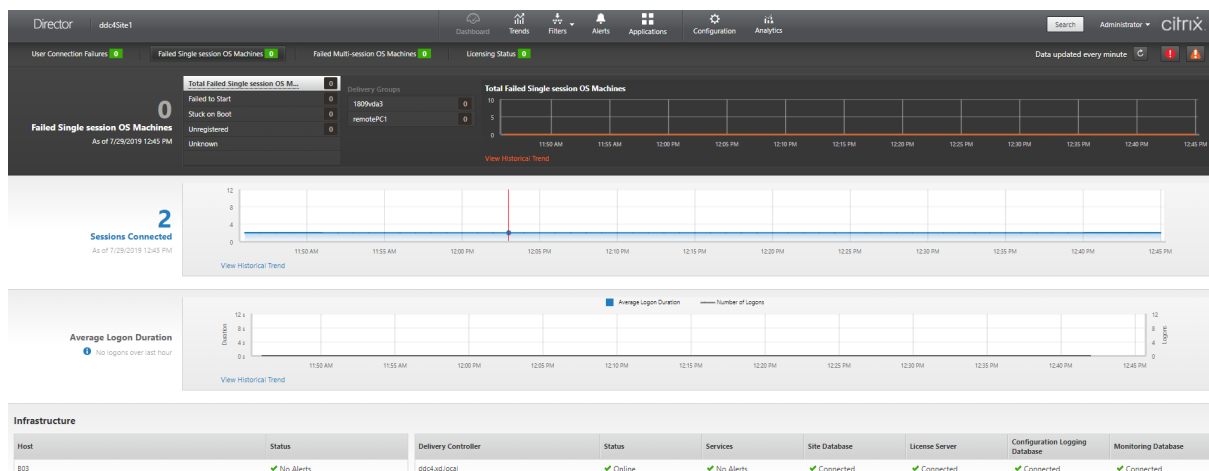 Director ddc4Site1 Dashboard Trends Filters Alerts Applications Configuration Analytics Search Administrator citrix
User Connection Failures 0 Failed Single session OS Machines 0 Failed Multi-session OS Machines 0 Licensing Status 0 Data updated every minute
0
Failed Single session OS Machines
As of 7/29/2019 12:45 PM
Total Failed Single session OS M... 0
Failed to Start 0
Stuck on Boot 0
Unregistered 0
Unknown
Delivery Groups
1809vda3 0
remotePC1 0
Total Failed Single session OS Machines
10
5
0
11:50 AM 11:55 AM 12:00 PM 12:05 PM 12:10 PM 12:15 PM 12:20 PM 12:25 PM 12:30 PM 12:35 PM 12:40 PM 12:45 PM
View Historical Trend
2
Sessions Connected
As of 7/29/2019 12:45 PM
12
8
4
0
11:50 AM 11:55 AM 12:00 PM 12:05 PM 12:10 PM 12:15 PM 12:20 PM 12:25 PM 12:30 PM 12:35 PM 12:40 PM 12:45 PM
View Historical Trend
Average Logon Duration
No logons over last hour
Average Logon Duration Number of Logons
Duration
12 s
8 s
4 s
0 s
12
8
4
0
Logons
11:50 AM 11:55 AM 12:00 PM 12:05 PM 12:10 PM 12:15 PM 12:20 PM 12:25 PM 12:30 PM 12:35 PM 12:40 PM 12:45 PM
View Historical Trend
Infrastructure
Host Status Delivery Controller Status Services Site Database License Server Configuration Logging Database Monitoring Database
B03 No Alerts ddc4.xd.local Online No Alerts Connected Connected Connected Connected